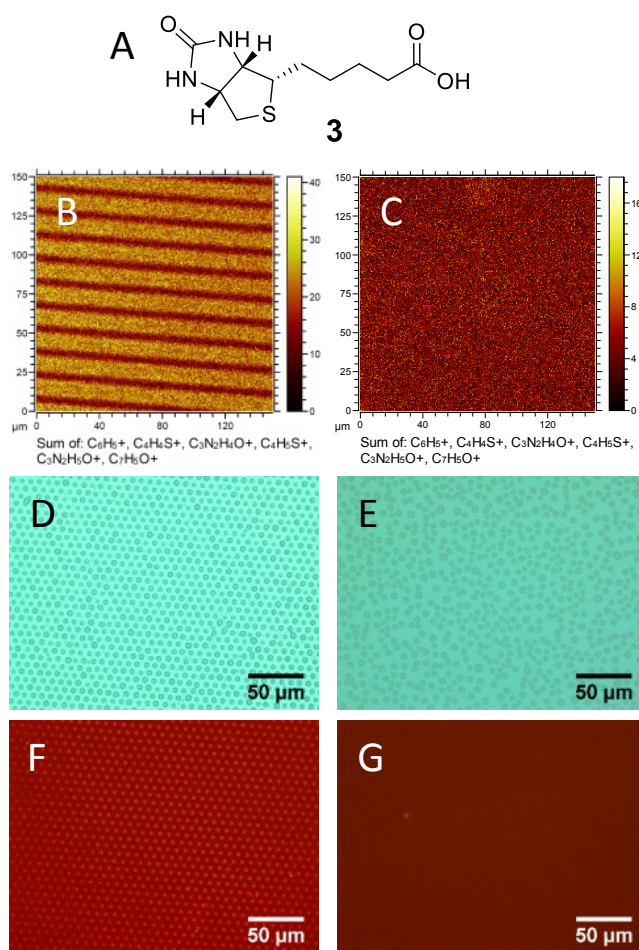 A
O
NH
H
O
HN
OH
H
S
3
150
125
100
75
50
25
0
µm
0
40
80
120
B
40
30
20
10
0
Sum of: C₆H₅+, C₄H₄S+, C₃N₂H₄O+, C₄H₅S+,
C₃N₂H₅O+, C₇H₅O+
150
125
100
75
50
25
0
µm
0
40
80
120
C
16
12
8
4
0
Sum of: C₆H₅+, C₄H₄S+, C₃N₂H₄O+, C₄H₅S+,
C₃N₂H₅O+, C₇H₅O+
D
50 µm
E
50 µm
F
50 µm
G
50 µm